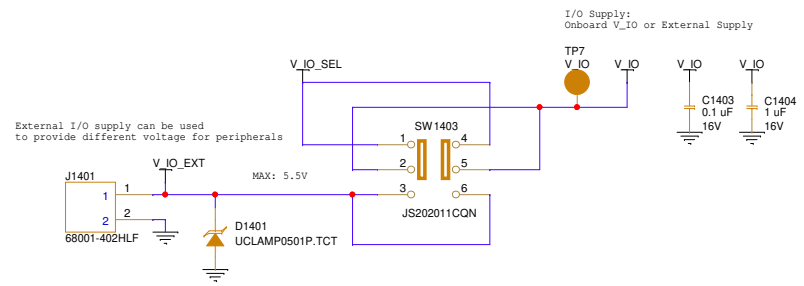 I/O Supply:
Onboard V_IO or External Supply
TP7
V_IO_SEL
V_IO
V_IO
V_IO
V_IO
C1403
0.1 uF
16V
C1404
1 uF
16V
SW1403
1
4
2
5
3
6
JS202011CQN
External I/O supply can be used
to provide different voltage for peripherals
V_IO_EXT
MAX: 5.5V
J1401
1
1
2
2
68001-402HLF
D1401
UCLAMP0501P.TCT